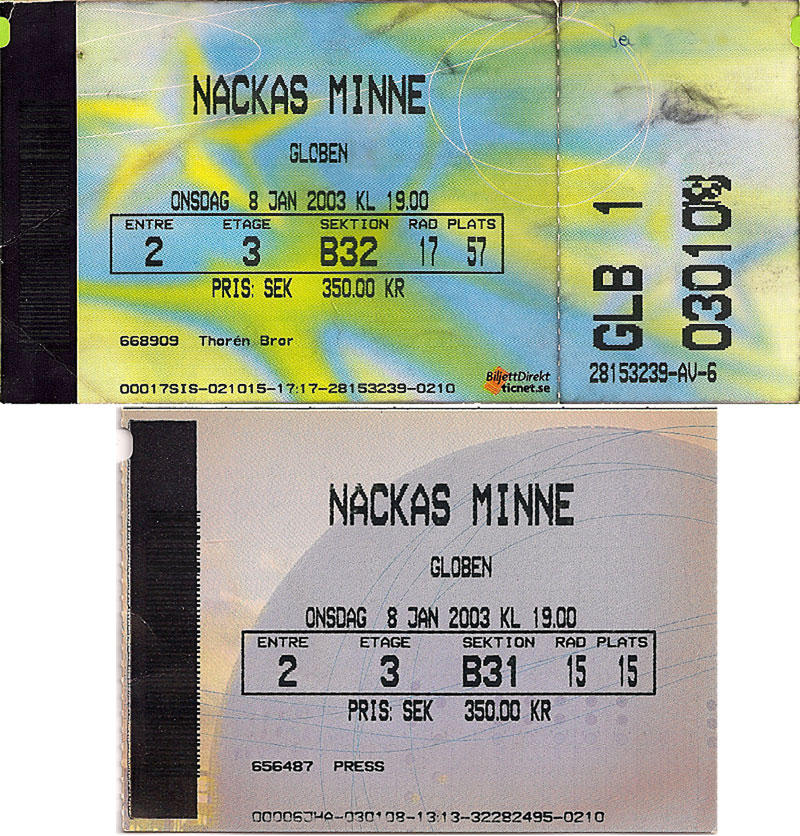 NACKAS MINNE
GLOBEN
ONSDAG 8 JAN 2003 KL 19.00
ENTRE ETAGE SEKTION RAD PLATS
2 3 B32 17 57
PRIS: SEK 350.00 KR
668909 Thorén Bror
00017SIS-021015-17:17-28153239-0210
BiljettDirekt
ticnet.se
GLB 1
030108
28153239-AV-6
NACKAS MINNE
GLOBEN
ONSDAG 8 JAN 2003 KL 19.00
ENTRE ETAGE SEKTION RAD PLATS
2 3 B31 15 15
PRIS: SEK 350.00 KR
656487 PRESS
00006JHA-030108-13:13-32282495-0210